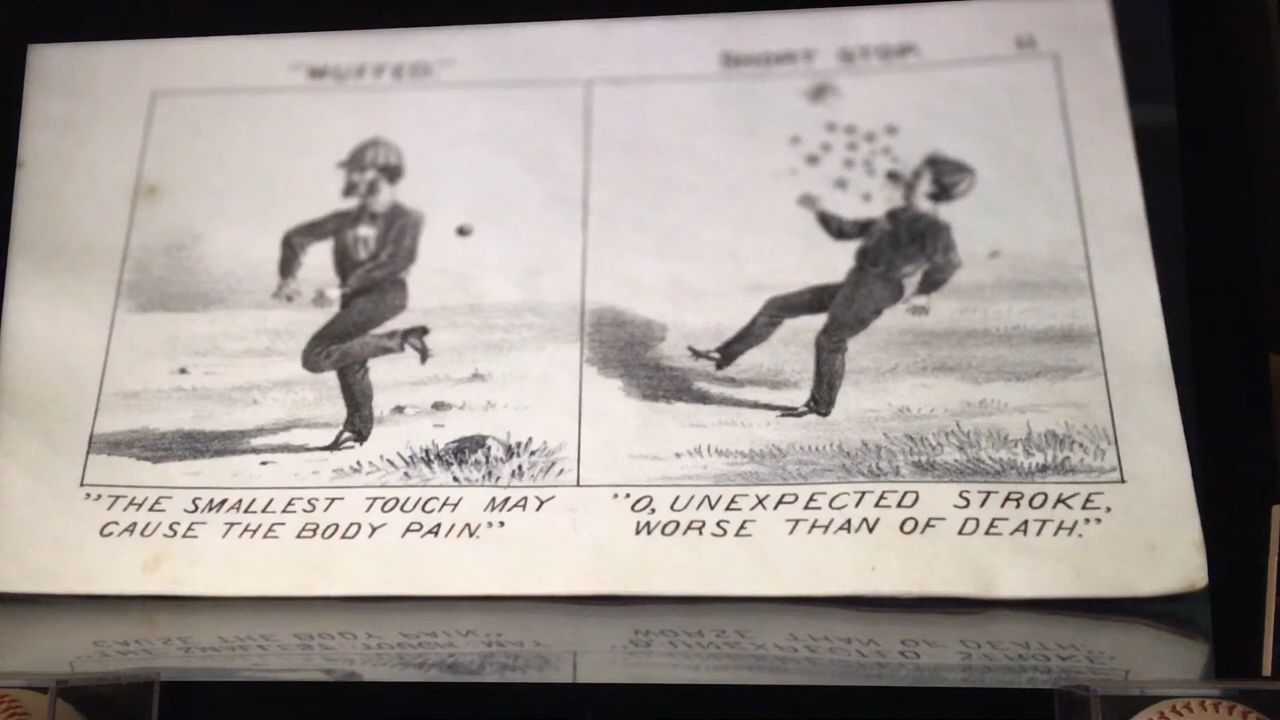 "MUFFED."
SHORT STOP.
"THE SMALLEST TOUCH MAY
CAUSE THE BODY PAIN."
"O, UNEXPECTED STROKE,
WORSE THAN OF DEATH."